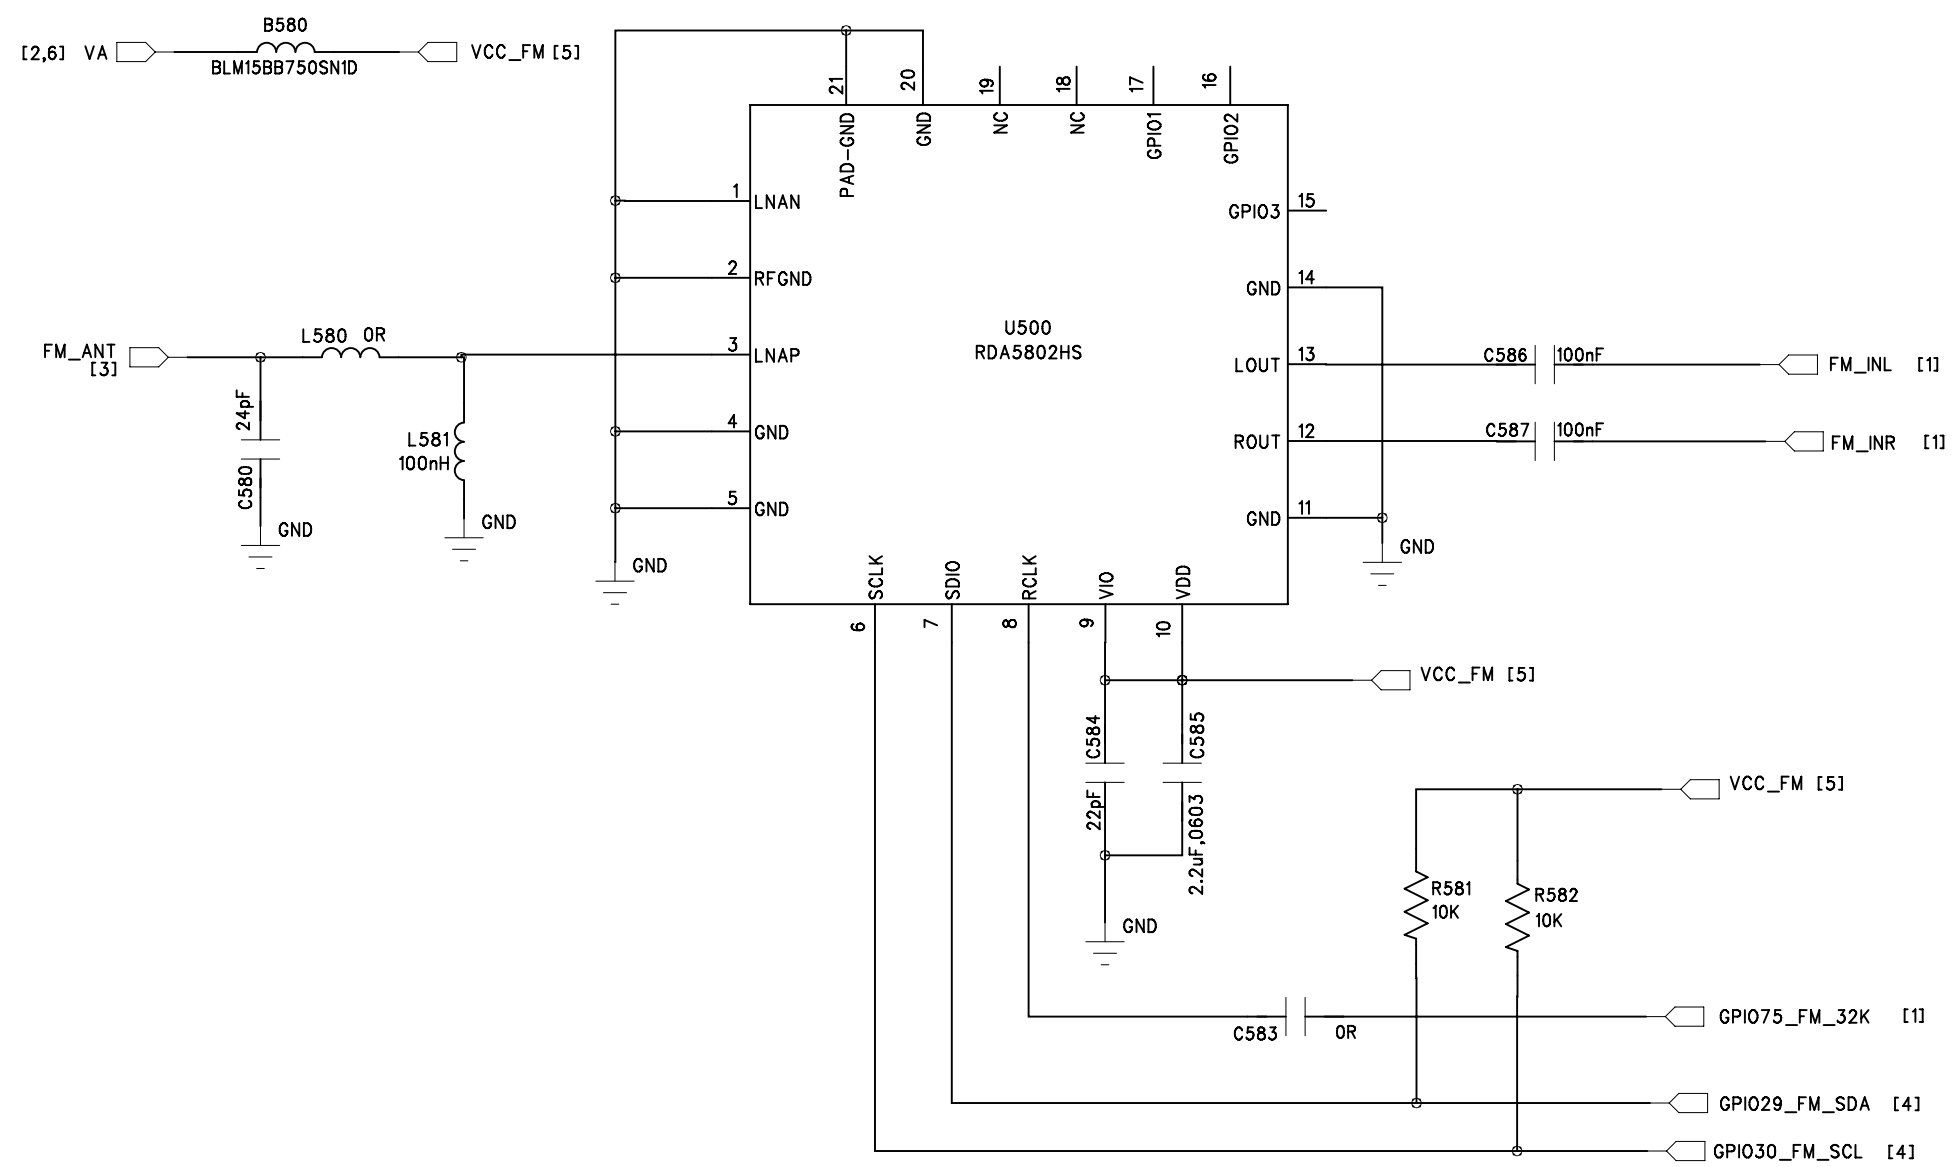 B580
[2,6] VA
VCC_FM [5]
BLM15BB750SN1D
21
20
19
18
17
16
PAD-GND
GND
NC
NC
GPIO1
GPIO2
1
LNAN
GPIO3
15
2
RFGND
GND
14
U500
RDA5802HS
FM_ANT
[3]
L580 0R
3
LNAP
LOUT
13
C586
100nF
FM_INL [1]
24pF
C580
GND
L581
100nH
GND
4
GND
ROUT
12
C587
100nF
FM_INR [1]
5
GND
GND
11
GND
GND
SCLK
SDIO
RCLK
VIO
VDD
6
7
8
9
10
VCC_FM [5]
C584
C585
22pF
2.2uF,0603
GND
VCC_FM [5]
R581
10K
R582
10K
C583
0R
GPIO75_FM_32K [1]
GPIO29_FM_SDA [4]
GPIO30_FM_SCL [4]